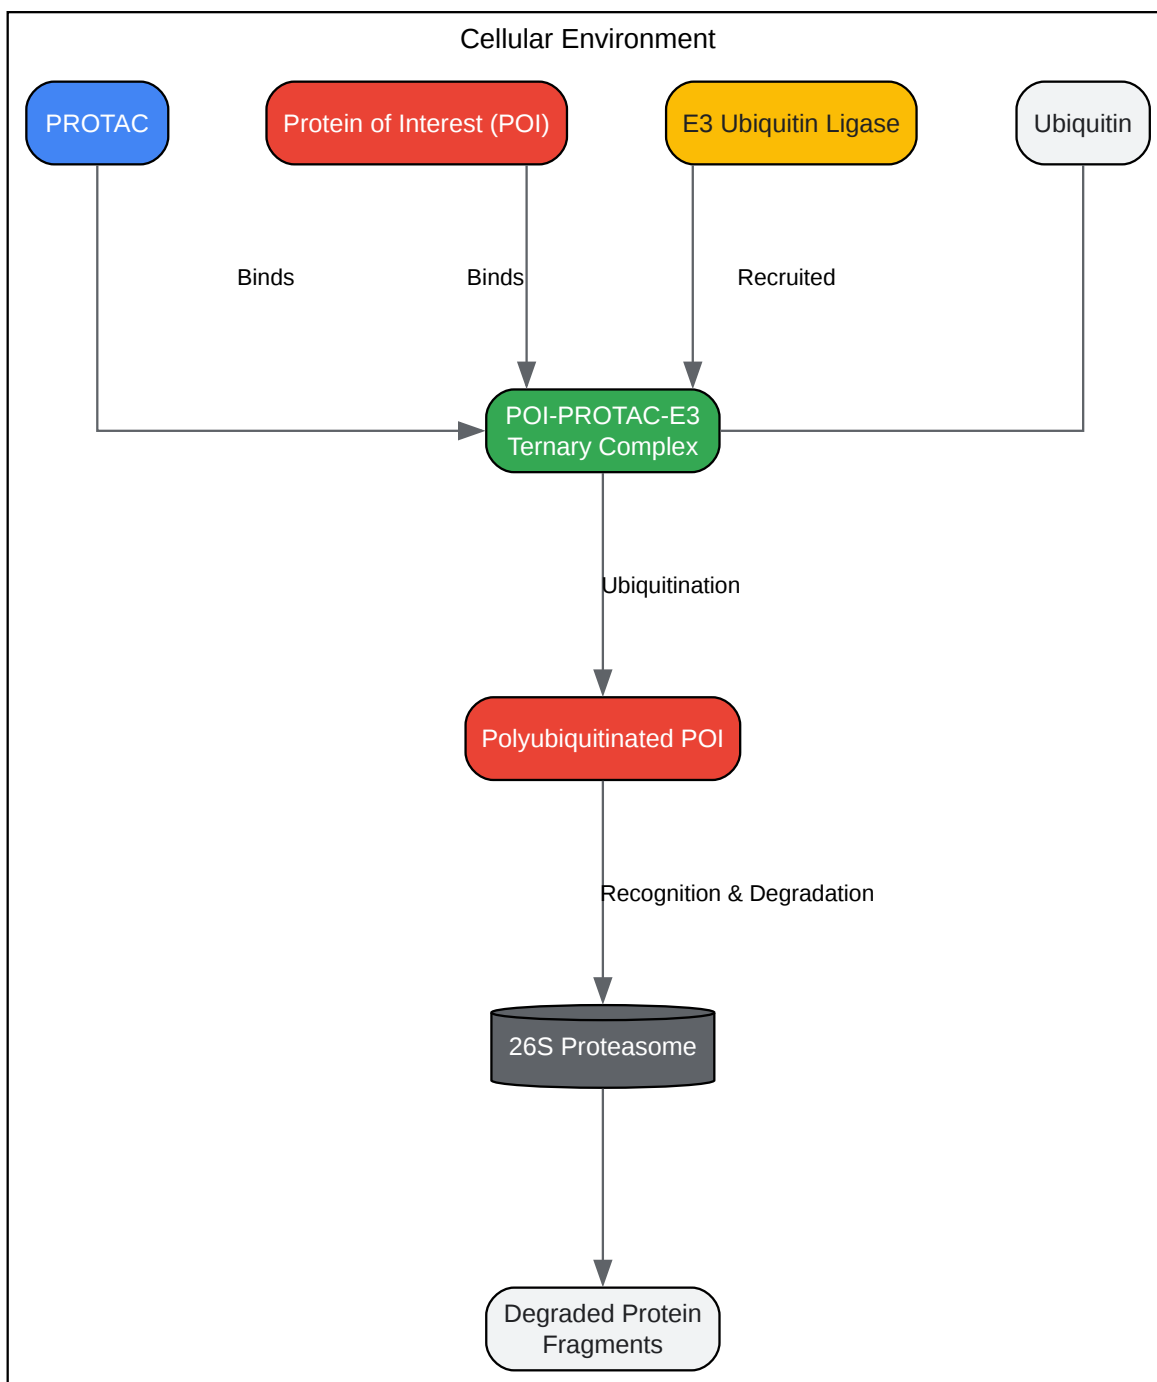 Cellular Environment
PROTAC
Protein of Interest (POI)
E3 Ubiquitin Ligase
Ubiquitin
Binds
Binds
Recruited
POI-PROTAC-E3
Ternary Complex
Ubiquitination
Polyubiquitinated POI
Recognition & Degradation
26S Proteasome
Degraded Protein
Fragments